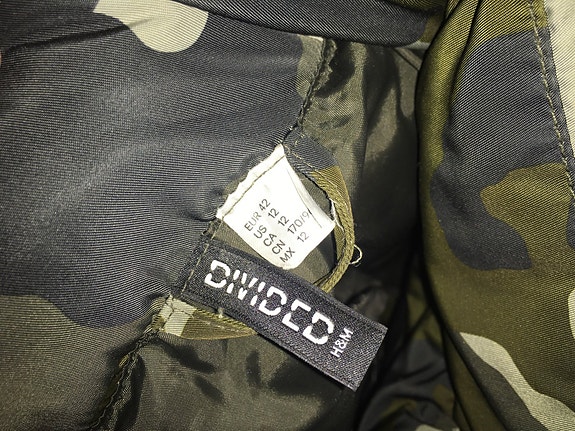 EUR 42
US 12
CA 12
CN 170/9
MX 12
DIVIDED
H&M